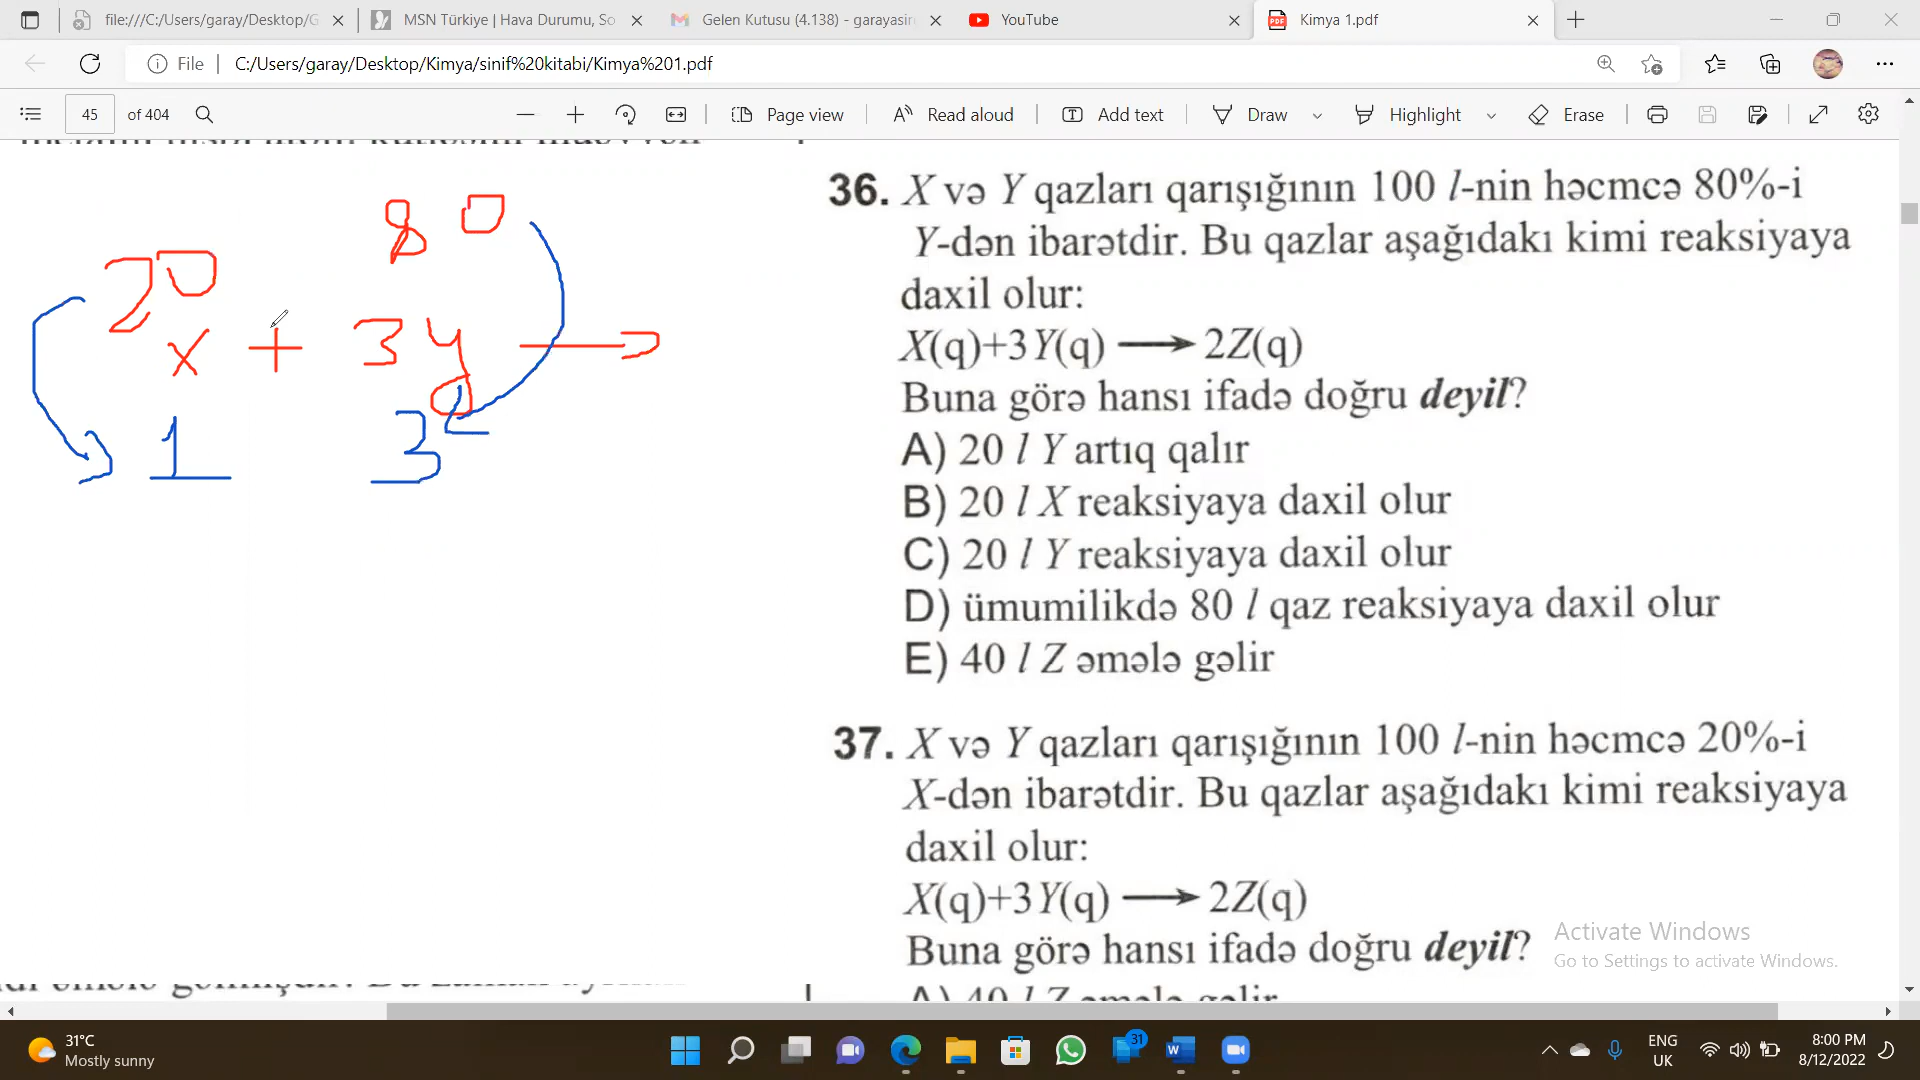 file:///C:/Users/garay/Desktop/G
MSN Türkiye | Hava Durumu, So
Gelen Kutusu (4.138) - garayasir
YouTube
Kimya 1.pdf
File
C:/Users/garay/Desktop/Kimya/sinif%20kitabi/Kimya%201.pdf
45 of 404
Page view
Read aloud
Add text
Draw
Highlight
Erase
20 80
x + 3y
1 3
36. X və Y qazları qarışığının 100 l-nin həcmcə 80%-i
Y-dən ibarətdir. Bu qazlar aşağıdakı kimi reaksiyaya
daxil olur:
X(q)+3Y(q) ⟶ 2Z(q)
Buna görə hansı ifadə doğru deyil?
A) 20 l Y artıq qalır
B) 20 l X reaksiyaya daxil olur
C) 20 l Y reaksiyaya daxil olur
D) ümumilikdə 80 l qaz reaksiyaya daxil olur
E) 40 l Z əmələ gəlir
37. X və Y qazları qarışığının 100 l-nin həcmcə 20%-i
X-dən ibarətdir. Bu qazlar aşağıdakı kimi reaksiyaya
daxil olur:
X(q)+3Y(q) ⟶ 2Z(q)
Buna görə hansı ifadə doğru deyil?
A) 40 l Z əmələ gəlir
Activate Windows
Go to Settings to activate Windows.
31°C
Mostly sunny
31
ENG
UK
8:00 PM
8/12/2022